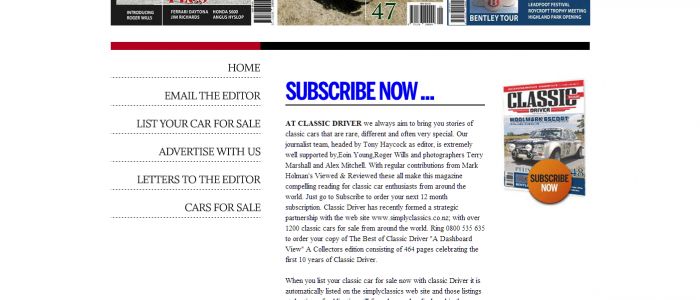 INTRODUCING
ROGER WILLS
FERRARI DAYTONA
JIM RICHARDS
HONDA S600
ANGUS HYSLOP
47
BENTLEY TOUR
LEADFOOT FESTIVAL
ROYCROFT TROPHY MEETING
HIGHLAND PARK OPENING
HOME
EMAIL THE EDITOR
LIST YOUR CAR FOR SALE
ADVERTISE WITH US
LETTERS TO THE EDITOR
CARS FOR SALE
SUBSCRIBE NOW ...
AT CLASSIC DRIVER we always aim to bring you stories of
classic cars that are rare, different and often very special. Our
journalist team, headed by Tony Haycock as editor, is extremely
well supported by,Eoin Young,Roger Wills and photographers Terry
Marshall and Alex Mitchell. With regular contributions from Mark
Holman's Viewed & Reviewed these all make this magazine
compelling reading for classic car enthusiasts from around the
world. Just go to Subscribe to order your next 12 month
subscription. Classic Driver has recently formed a strategic
partnership with the web site www.simplyclassics.co.nz; with over
1200 classic cars for sale from around the world. Ring 0800 535 635
to order your copy of The Best of Classic Driver "A Dashboard
View" A Collectors edition consisting of 464 pages celebrating the
first 10 years of Classic Driver.
When you list your classic car for sale now with classic Driver it is
automatically listed on the simplyclassics web site and those listings
CLASSIC
DRIVER
WOOLMARK ESCORT
SUBSCRIBE
NOW